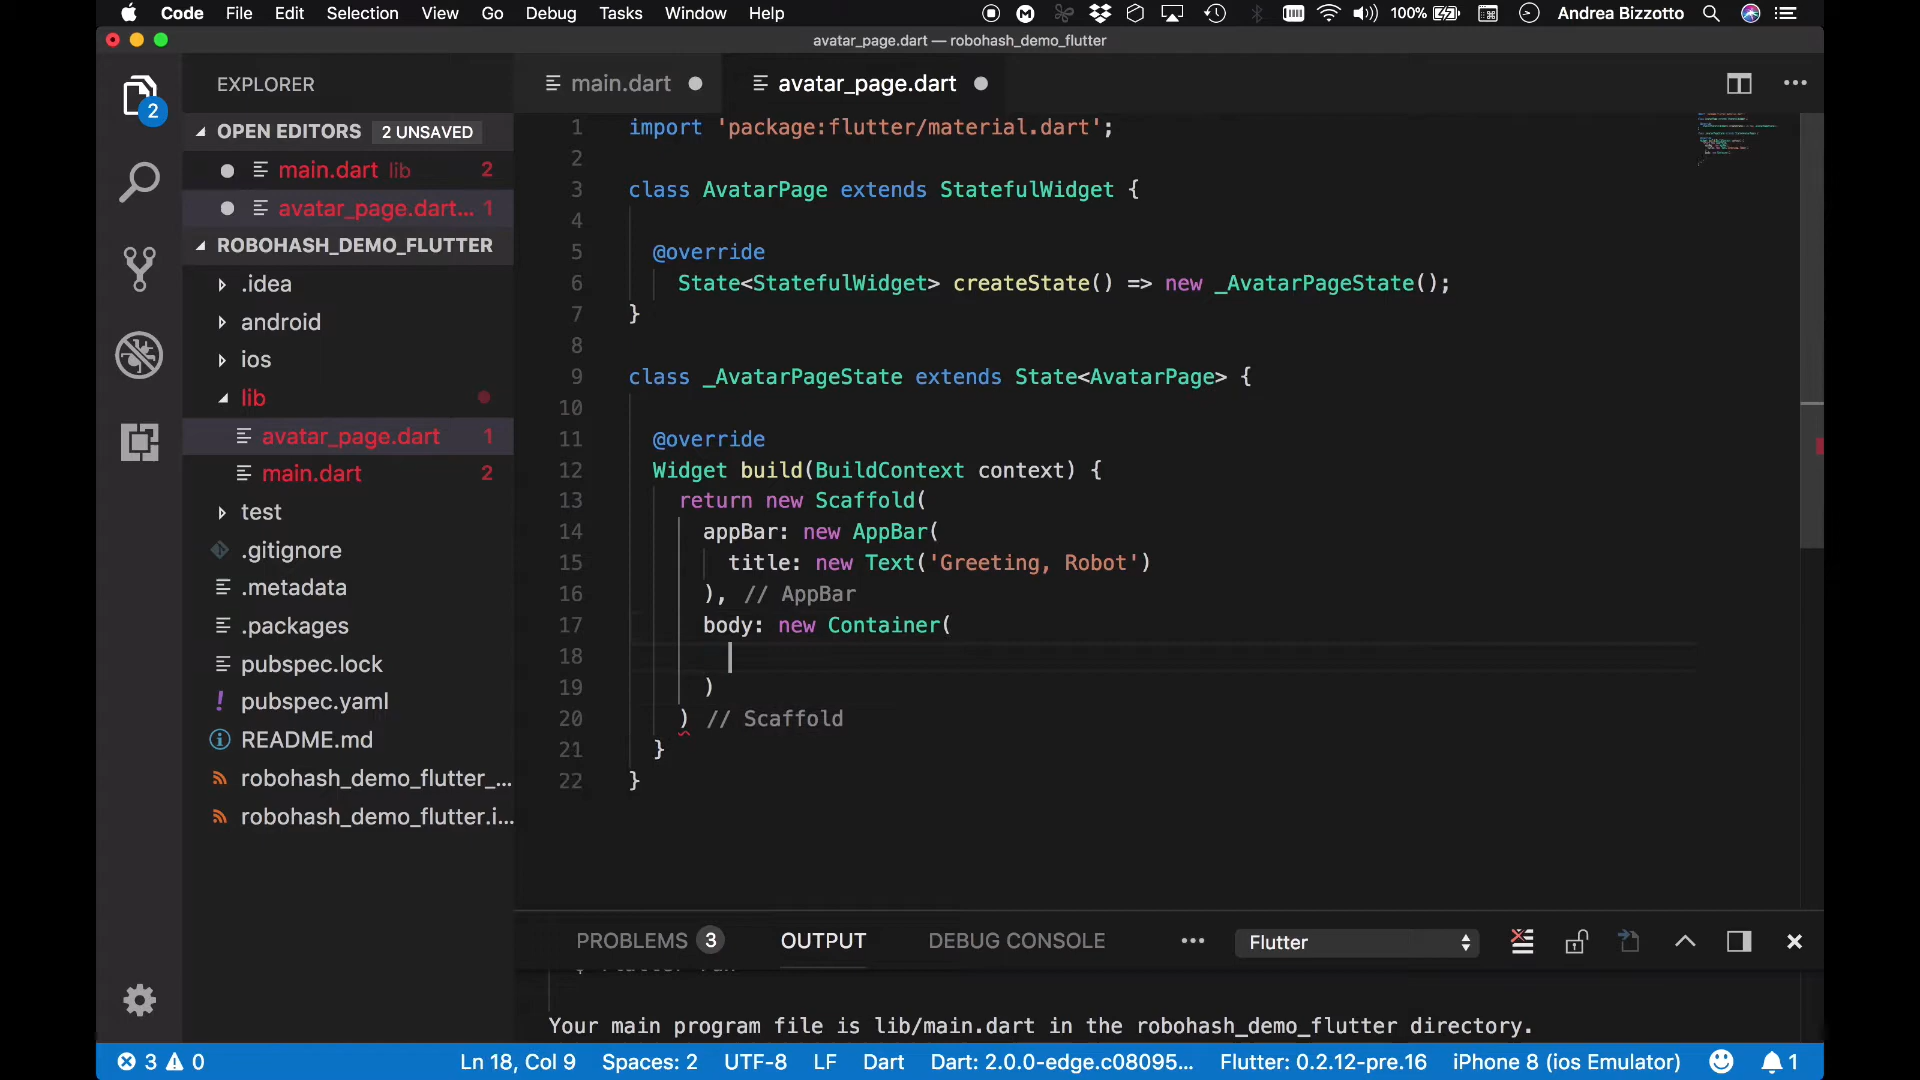 Code File Edit Selection View Go Debug Tasks Window Help 100% Andrea Bizzotto
avatar_page.dart — robohash_demo_flutter
2
EXPLORER
OPEN EDITORS 2 UNSAVED
main.dart lib 2
avatar_page.dart... 1
ROBOHASH_DEMO_FLUTTER
.idea
android
ios
lib
avatar_page.dart 1
main.dart 2
test
.gitignore
.metadata
.packages
pubspec.lock
pubspec.yaml
README.md
robohash_demo_flutter_...
robohash_demo_flutter.i...
main.dart avatar_page.dart
1 import 'package:flutter/material.dart';
2
3 class AvatarPage extends StatefulWidget {
4
5 @override
6 State<StatefulWidget> createState() => new _AvatarPageState();
7 }
8
9 class _AvatarPageState extends State<AvatarPage> {
10
11 @override
12 Widget build(BuildContext context) {
13 return new Scaffold(
14 appBar: new AppBar(
15 title: new Text('Greeting, Robot')
16 ), // AppBar
17 body: new Container(
18
19 )
20 ) // Scaffold
21 }
22 }
PROBLEMS 3 OUTPUT DEBUG CONSOLE ... Flutter
Your main program file is lib/main.dart in the robohash_demo_flutter directory.
3 0 Ln 18, Col 9 Spaces: 2 UTF-8 LF Dart Dart: 2.0.0-edge.c08095... Flutter: 0.2.12-pre.16 iPhone 8 (ios Emulator) 1